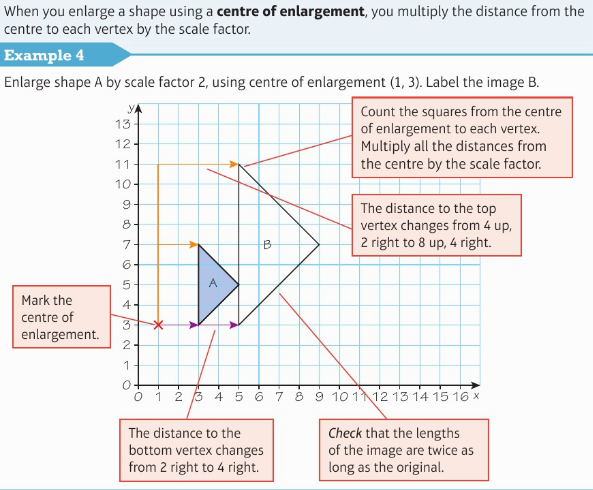 When you enlarge a shape using a centre of enlargement, you multiply the distance from the
centre to each vertex by the scale factor.
Example 4
Enlarge shape A by scale factor 2, using centre of enlargement (1, 3). Label the image B.
y
13
12
11
10
9
8
7
6
5
4
3
2
1
0
0 1 2 3 4 5 6 7 8 9 10 11 12 13 14 15 16 x
A
B
Count the squares from the centre
of enlargement to each vertex.
Multiply all the distances from
the centre by the scale factor.
The distance to the top
vertex changes from 4 up,
2 right to 8 up, 4 right.
Mark the
centre of
enlargement.
The distance to the
bottom vertex changes
from 2 right to 4 right.
Check that the lengths
of the image are twice as
long as the original.